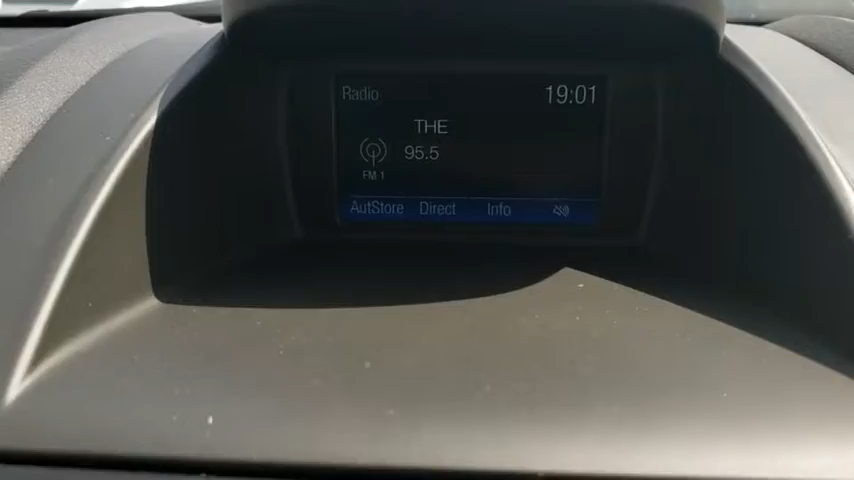 Radio 19:01
THE
95.5
FM 1
AutStore Direct Info